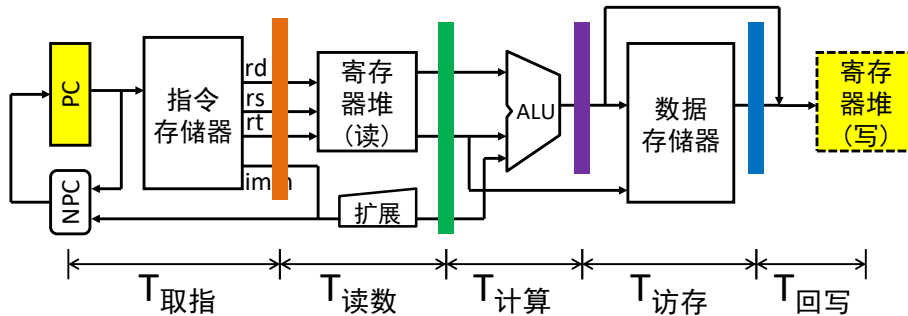 PC
NPC
指令
存储器
rd
rs
rt
imm
寄存
器堆
(读)
扩展
ALU
数据
存储器
寄存
器堆
(写)
T取指
T读数
T计算
T访存
T回写